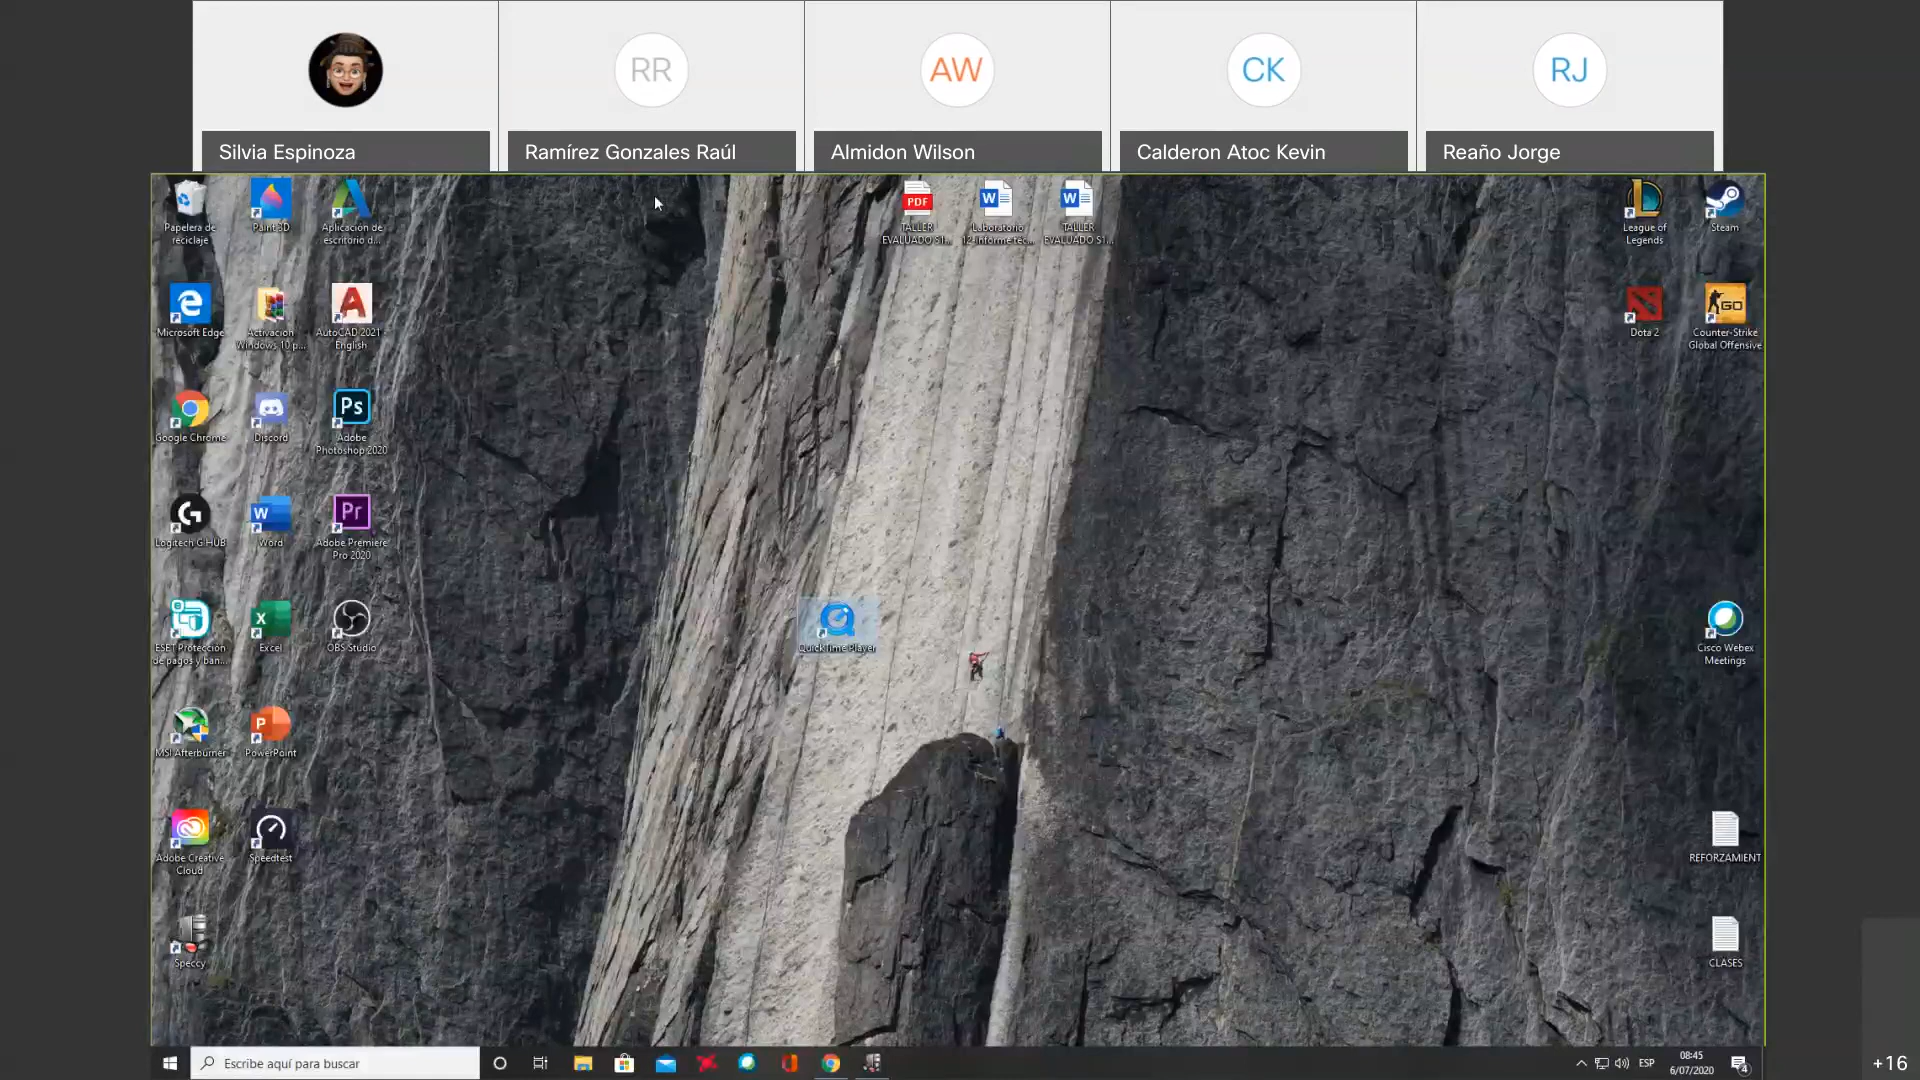 RR
AW
CK
RJ
Silvia Espinoza
Ramírez Gonzales Raúl
Almidon Wilson
Calderon Atoc Kevin
Reaño Jorge
Papelera de
reciclaje
Paint 3D
Aplicación de
escritorio d...
PDF
TALLER
EVALUADO S1...
W
Laboratorio
12-Informe tec...
W
TALLER
EVALUADO S1...
League of
Legends
Steam
Microsoft Edge
Activación
Windows 10 p...
AutoCAD 2021 -
English
Dota 2
GO
Counter-Strike
Global Offensive
Google Chrome
Discord
Ps
Adobe
Photoshop 2020
Logitech G HUB
W
Word
Pr
Adobe Premiere
Pro 2020
ESET Protección
de pagos y ban...
X
Excel
OBS Studio
QuickTime Player
Cisco Webex
Meetings
MSI Afterburner
P
PowerPoint
Adobe Creative
Cloud
Speedtest
REFORZAMIENT
Speccy
CLASES
Escribe aquí para buscar
ESP
08:45
6/07/2020
4
+16